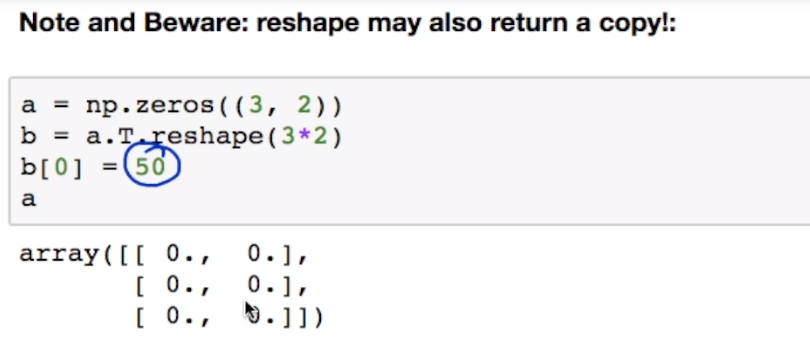 Note and Beware: reshape may also return a copy!:
a = np.zeros((3, 2))
b = a.T.reshape(3*2)
b[0] = 50
a
array([[ 0.,  0.],
       [ 0.,  0.],
       [ 0.,  0.]])